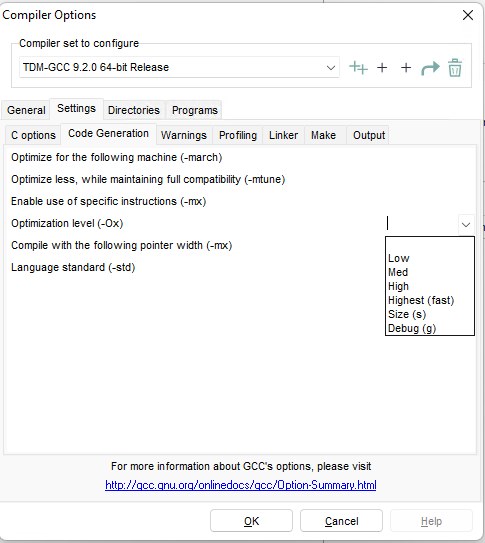 Compiler Options
Compiler set to configure
TDM-GCC 9.2.0 64-bit Release
General Settings Directories Programs
C options Code Generation Warnings Profiling Linker Make Output
Optimize for the following machine (-march)
Optimize less, while maintaining full compatibility (-mtune)
Enable use of specific instructions (-mx)
Optimization level (-Ox)
Compile with the following pointer width (-mx)
Language standard (-std)
Low
Med
High
Highest (fast)
Size (s)
Debug (g)
For more information about GCC's options, please visit
http://gcc.gnu.org/onlinedocs/gcc/Option-Summary.html
OK Cancel Help